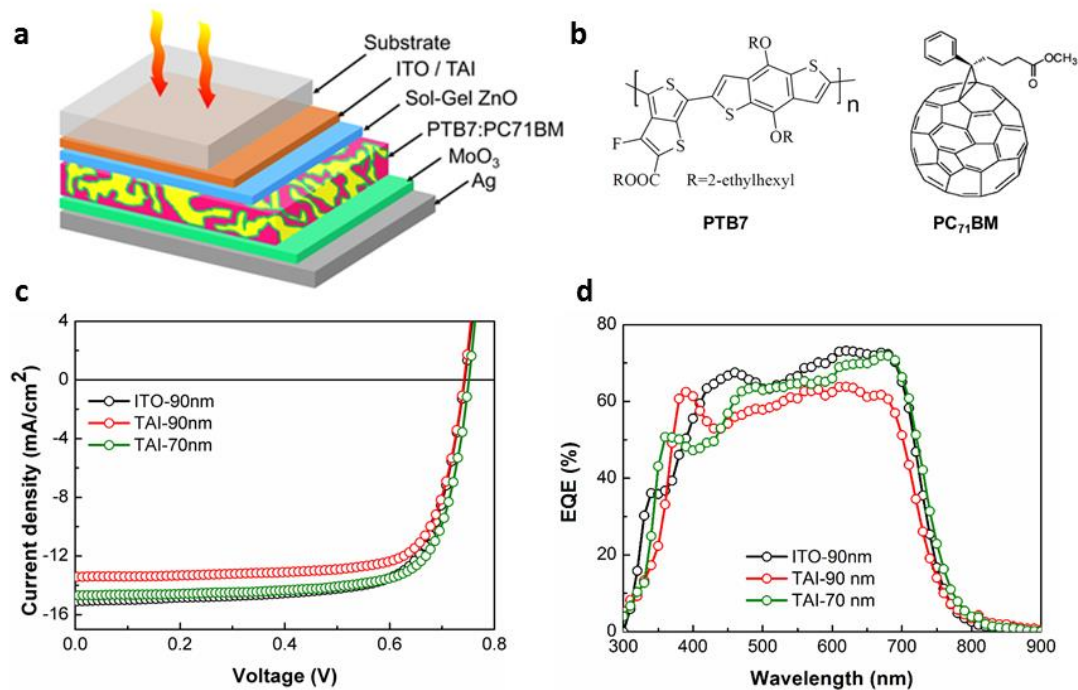 a
Substrate
ITO / TAI
Sol-Gel ZnO
PTB7:PC71BM
MoO₃
Ag
b
RO
S
S
n
S
S
F
OR
ROOC
R=2-ethylhexyl
PTB7
OCH₃
O
PC₇₁BM
c
4
0
-4
-8
-12
-16
Current density (mA/cm²)
ITO-90nm
TAI-90nm
TAI-70nm
0.0
0.2
0.4
0.6
0.8
Voltage (V)
d
80
60
40
20
0
EQE (%)
ITO-90nm
TAI-90 nm
TAI-70 nm
300
400
500
600
700
800
900
Wavelength (nm)